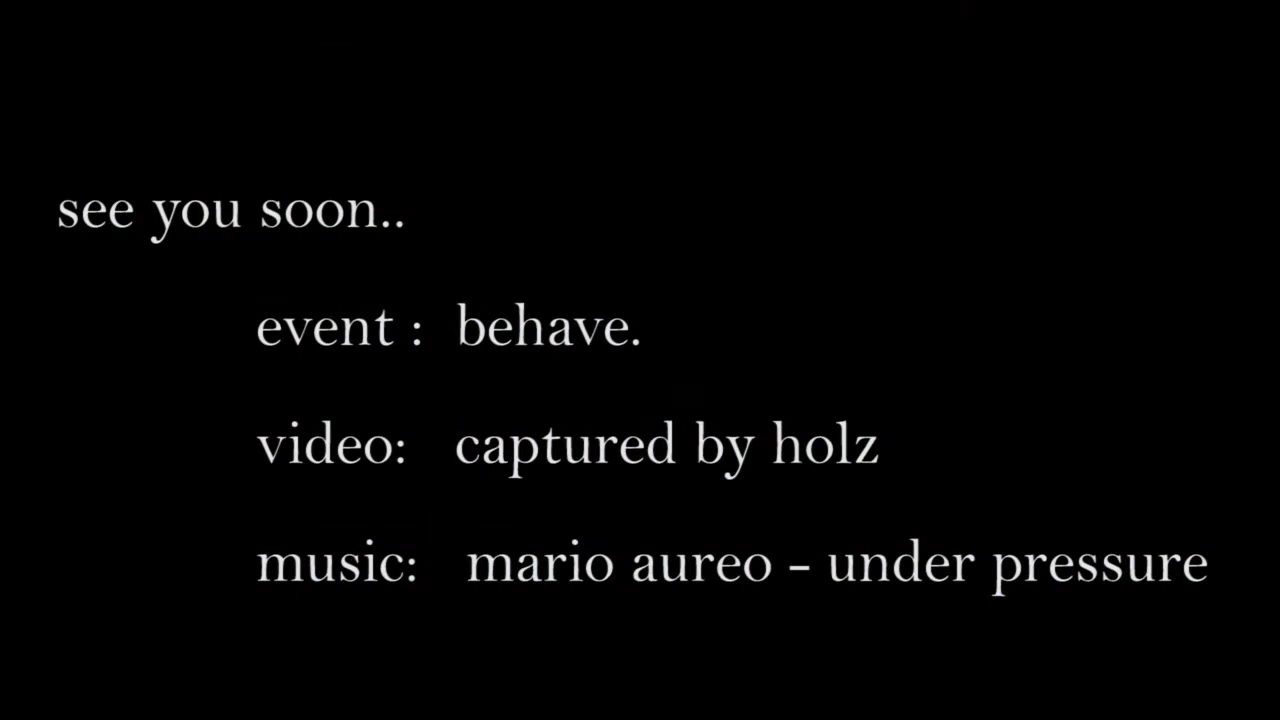 see you soon..
event : behave.
video: captured by holz
music: mario aureo - under pressure